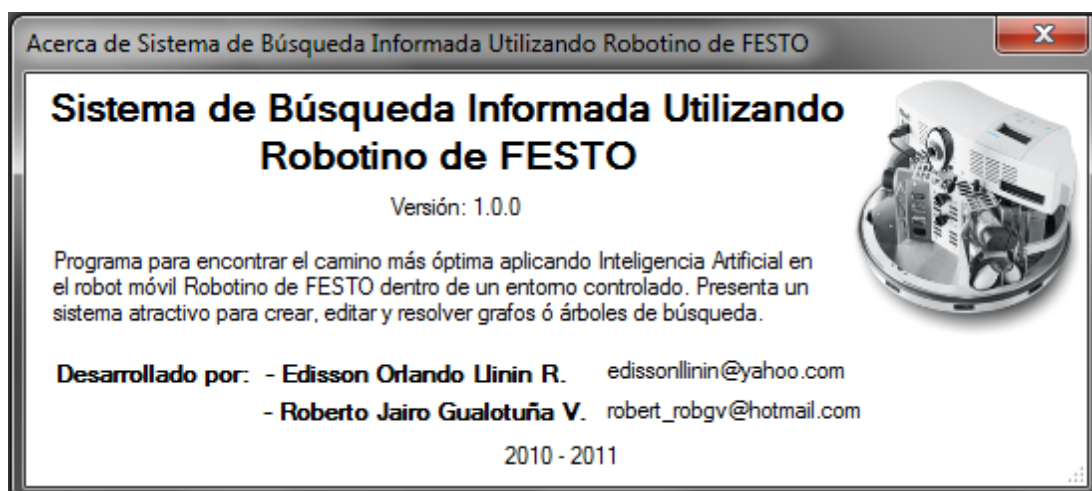 Acerca de Sistema de Búsqueda Informada Utilizando Robotino de FESTO
Sistema de Búsqueda Informada Utilizando
Robotino de FESTO
Versión: 1.0.0
Programa para encontrar el camino más óptima aplicando Inteligencia Artificial en
el robot móvil Robotino de FESTO dentro de un entorno controlado. Presenta un
sistema atractivo para crear, editar y resolver grafos ó árboles de búsqueda.
Desarrollado por: - Edisson Orlando Llinin R. edissonllinin@yahoo.com
- Roberto Jairo Gualotuña V. robert_robgv@hotmail.com
2010 - 2011